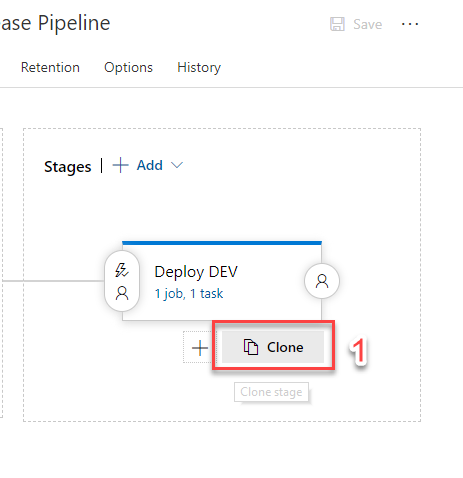 ase Pipeline
Save ...
Retention Options History
Stages | + Add
Deploy DEV
1 job, 1 task
+ Clone 1
Clone stage